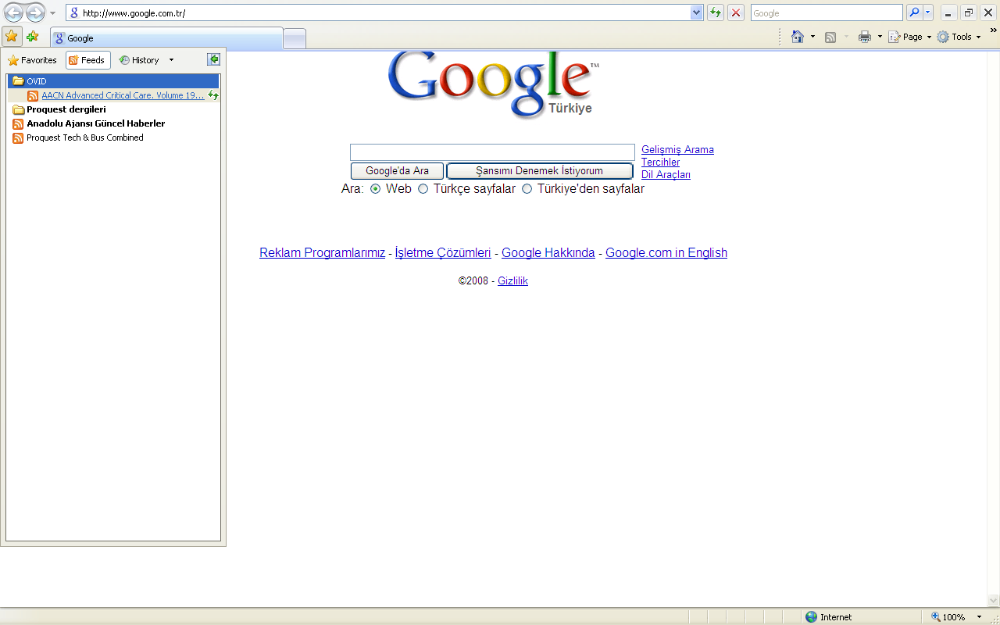 http://www.google.com.tr/
Google
Google
Page
Tools
Favorites
Feeds
History
OVID
AACN Advanced Critical Care. Volume 19...
Proquest dergileri
Anadolu Ajansı Güncel Haberler
Proquest Tech & Bus Combined
Google™
Türkiye
Gelişmiş Arama
Tercihler
Dil Araçları
Google'da Ara Şansımı Denemek İstiyorum
Ara: Web Türkçe sayfalar Türkiye'den sayfalar
Reklam Programlarımız - İşletme Çözümleri - Google Hakkında - Google.com in English
©2008 - Gizlilik
Internet
100%